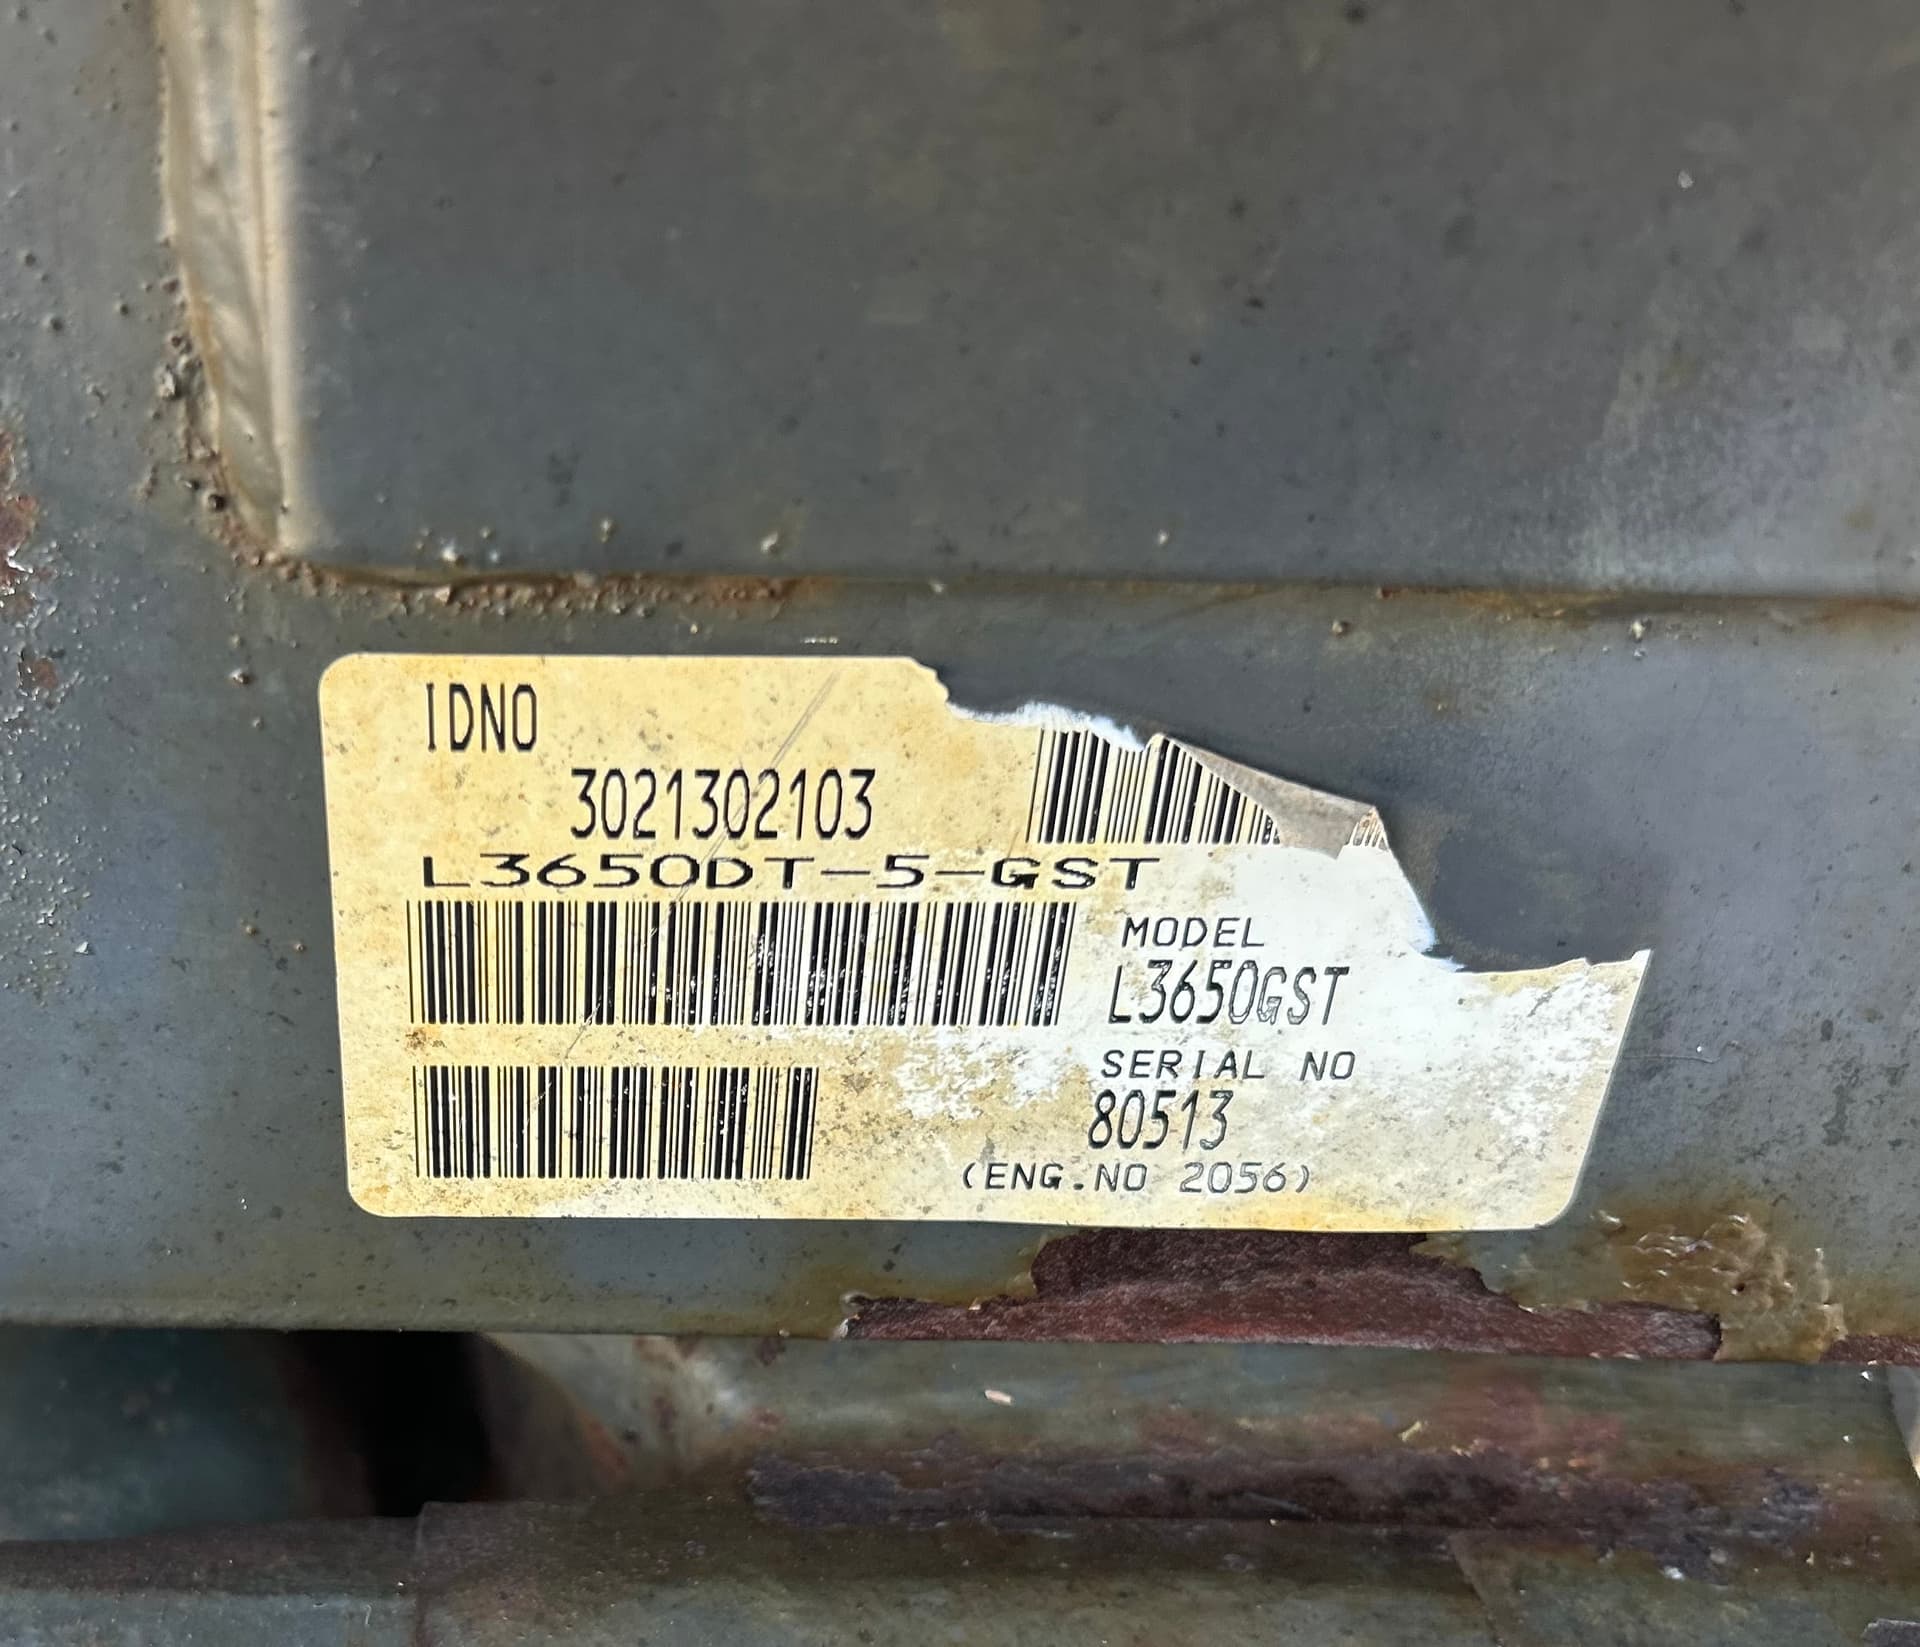 IDNO
3021302103
L3650DT-5-GST
MODEL
L3650GST
SERIAL NO
80513
(ENG.NO 2056)